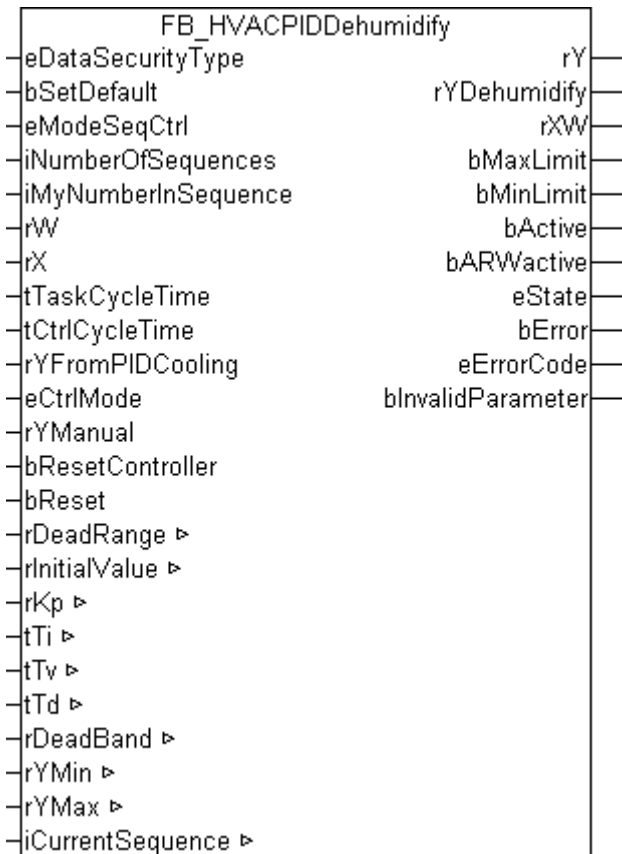 FB_HVACPIDDehumidify
eDataSecurityType rY
bSetDefault rYDehumidify
eModeSeqCtrl rXW
iNumberOfSequences bMaxLimit
iMyNumberInSequence bMinLimit
rW bActive
rX bARWactive
tTaskCycleTime eState
tCtrlCycleTime bError
rYFromPIDCooling eErrorCode
eCtrlMode bInvalidParameter
rYManual
bResetController
bReset
rDeadRange ▹
rInitialValue ▹
rKp ▹
tTi ▹
tTv ▹
tTd ▹
rDeadBand ▹
rYMin ▹
rYMax ▹
iCurrentSequence ▹